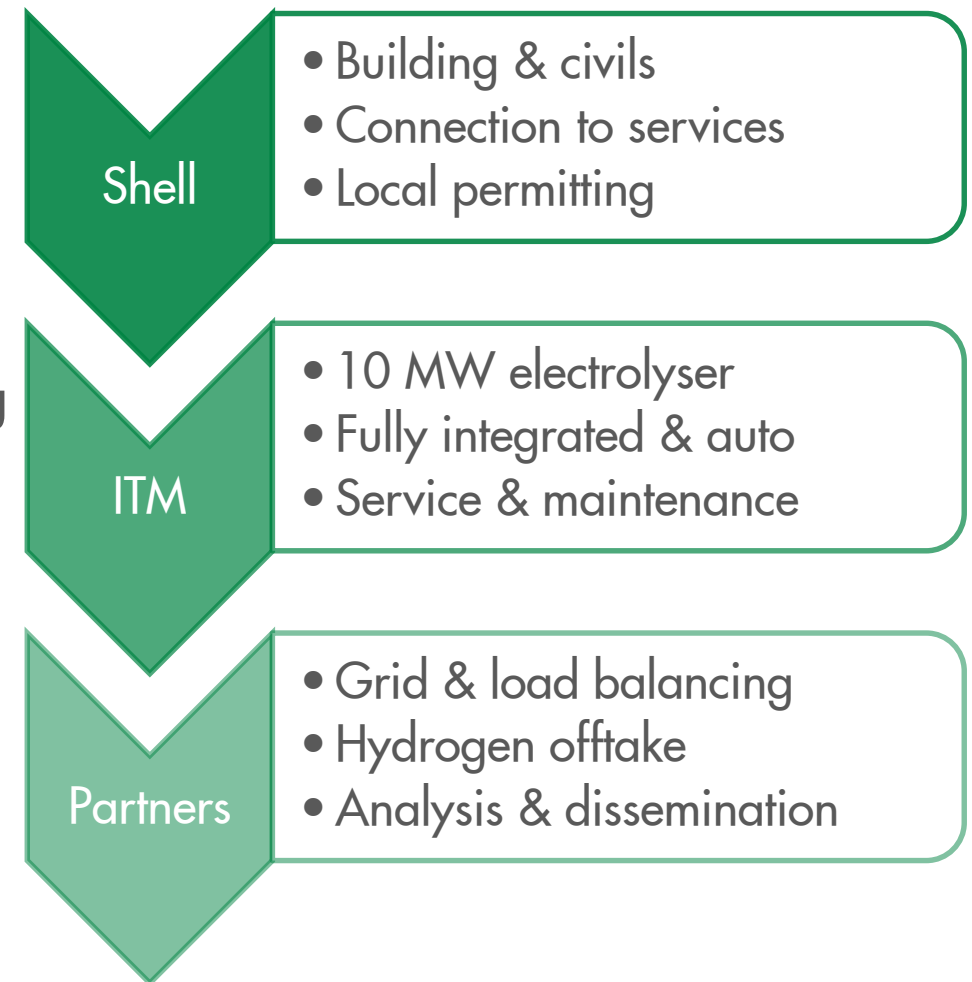 Shell
• Building & civils
• Connection to services
• Local permitting
ITM
• 10 MW electrolyser
• Fully integrated & auto
• Service & maintenance
Partners
• Grid & load balancing
• Hydrogen offtake
• Analysis & dissemination